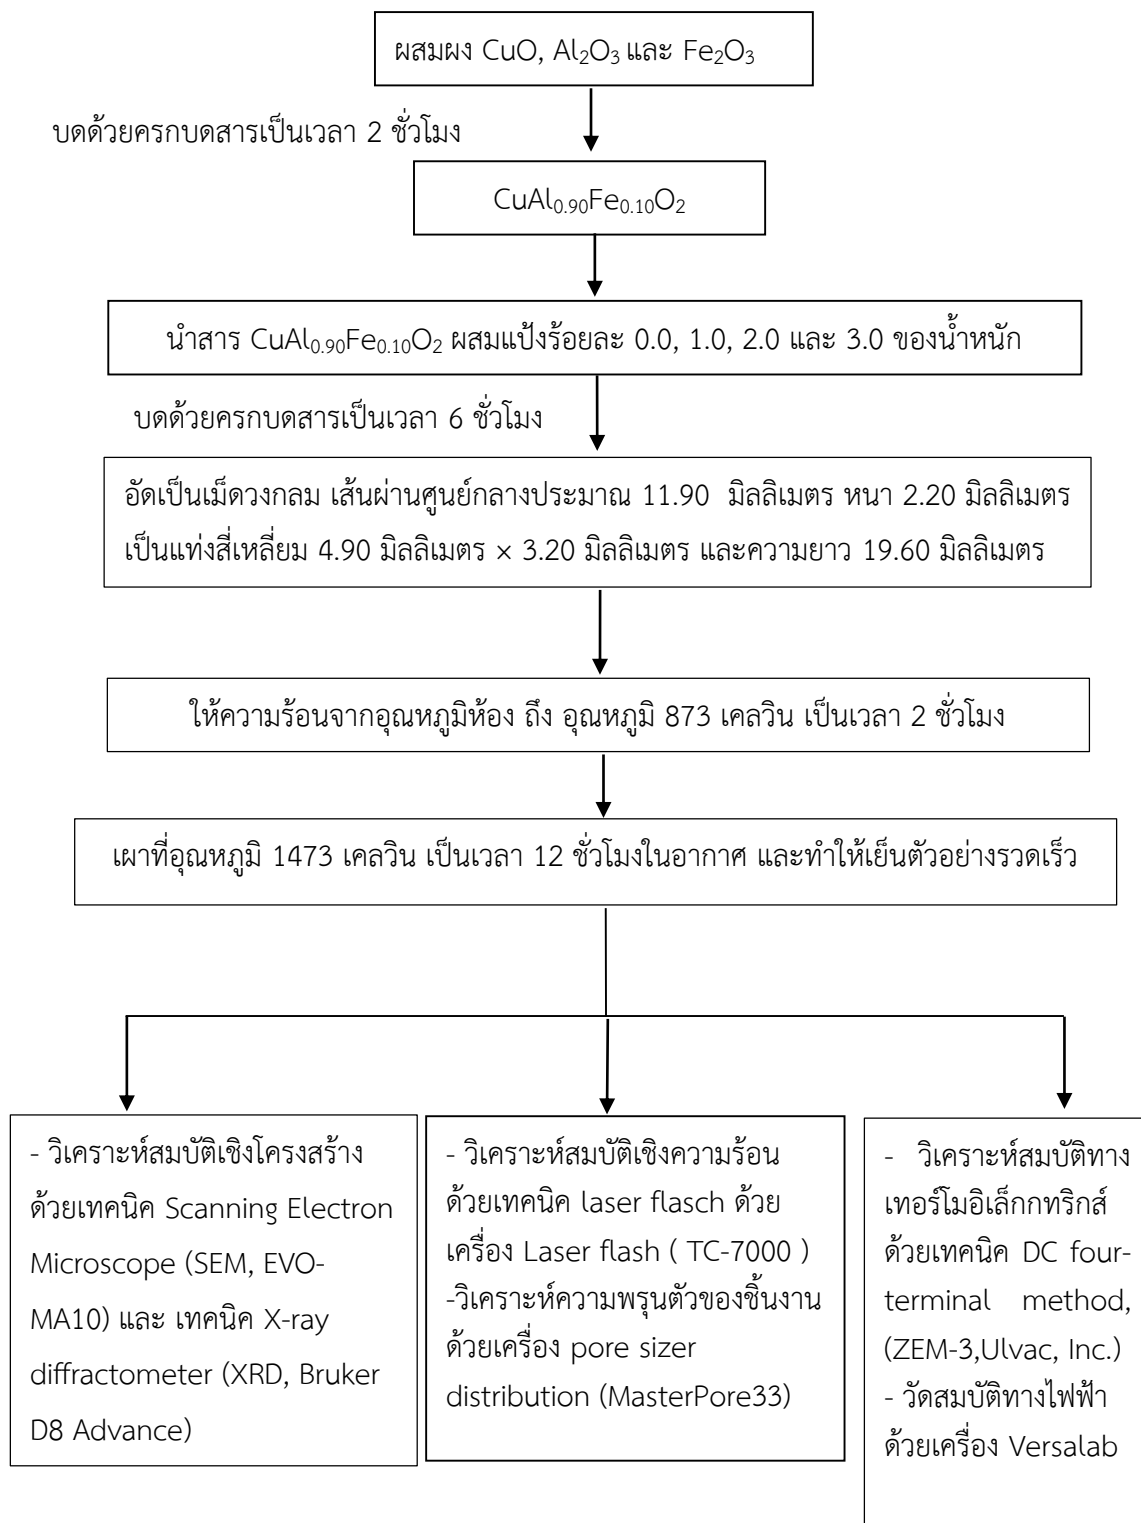 ผสมผง CuO, Al₂O₃ และ Fe₂O₃
บดด้วยครกบดสารเป็นเวลา 2 ชั่วโมง
CuAl₀.₉₀Fe₀.₁₀O₂
นำสาร CuAl₀.₉₀Fe₀.₁₀O₂ ผสมแป้งร้อยละ 0.0, 1.0, 2.0 และ 3.0 ของน้ำหนัก
บดด้วยครกบดสารเป็นเวลา 6 ชั่วโมง
อัดเป็นเม็ดวงกลม เส้นผ่านศูนย์กลางประมาณ 11.90 มิลลิเมตร หนา 2.20 มิลลิเมตร
เป็นแท่งสี่เหลี่ยม 4.90 มิลลิเมตร × 3.20 มิลลิเมตร และความยาว 19.60 มิลลิเมตร
ให้ความร้อนจากอุณหภูมิห้อง ถึง อุณหภูมิ 873 เคลวิน เป็นเวลา 2 ชั่วโมง
เผาที่อุณหภูมิ 1473 เคลวิน เป็นเวลา 12 ชั่วโมงในอากาศ และทำให้เย็นตัวอย่างรวดเร็ว
- วิเคราะห์สมบัติเชิงโครงสร้าง
ด้วยเทคนิค Scanning Electron
Microscope (SEM, EVO-
MA10) และ เทคนิค X-ray
diffractometer (XRD, Bruker
D8 Advance)
- วิเคราะห์สมบัติเชิงความร้อน
ด้วยเทคนิค laser flasch ด้วย
เครื่อง Laser flash ( TC-7000 )
-วิเคราะห์ความพรุนตัวของชิ้นงาน
ด้วยเครื่อง pore sizer
distribution (MasterPore33)
- วิเคราะห์สมบัติทาง
เทอร์โมอิเล็กกทริกส์
ด้วยเทคนิค DC four-
terminal method,
(ZEM-3,Ulvac, Inc.)
- วัดสมบัติทางไฟฟ้า
ด้วยเครื่อง Versalab